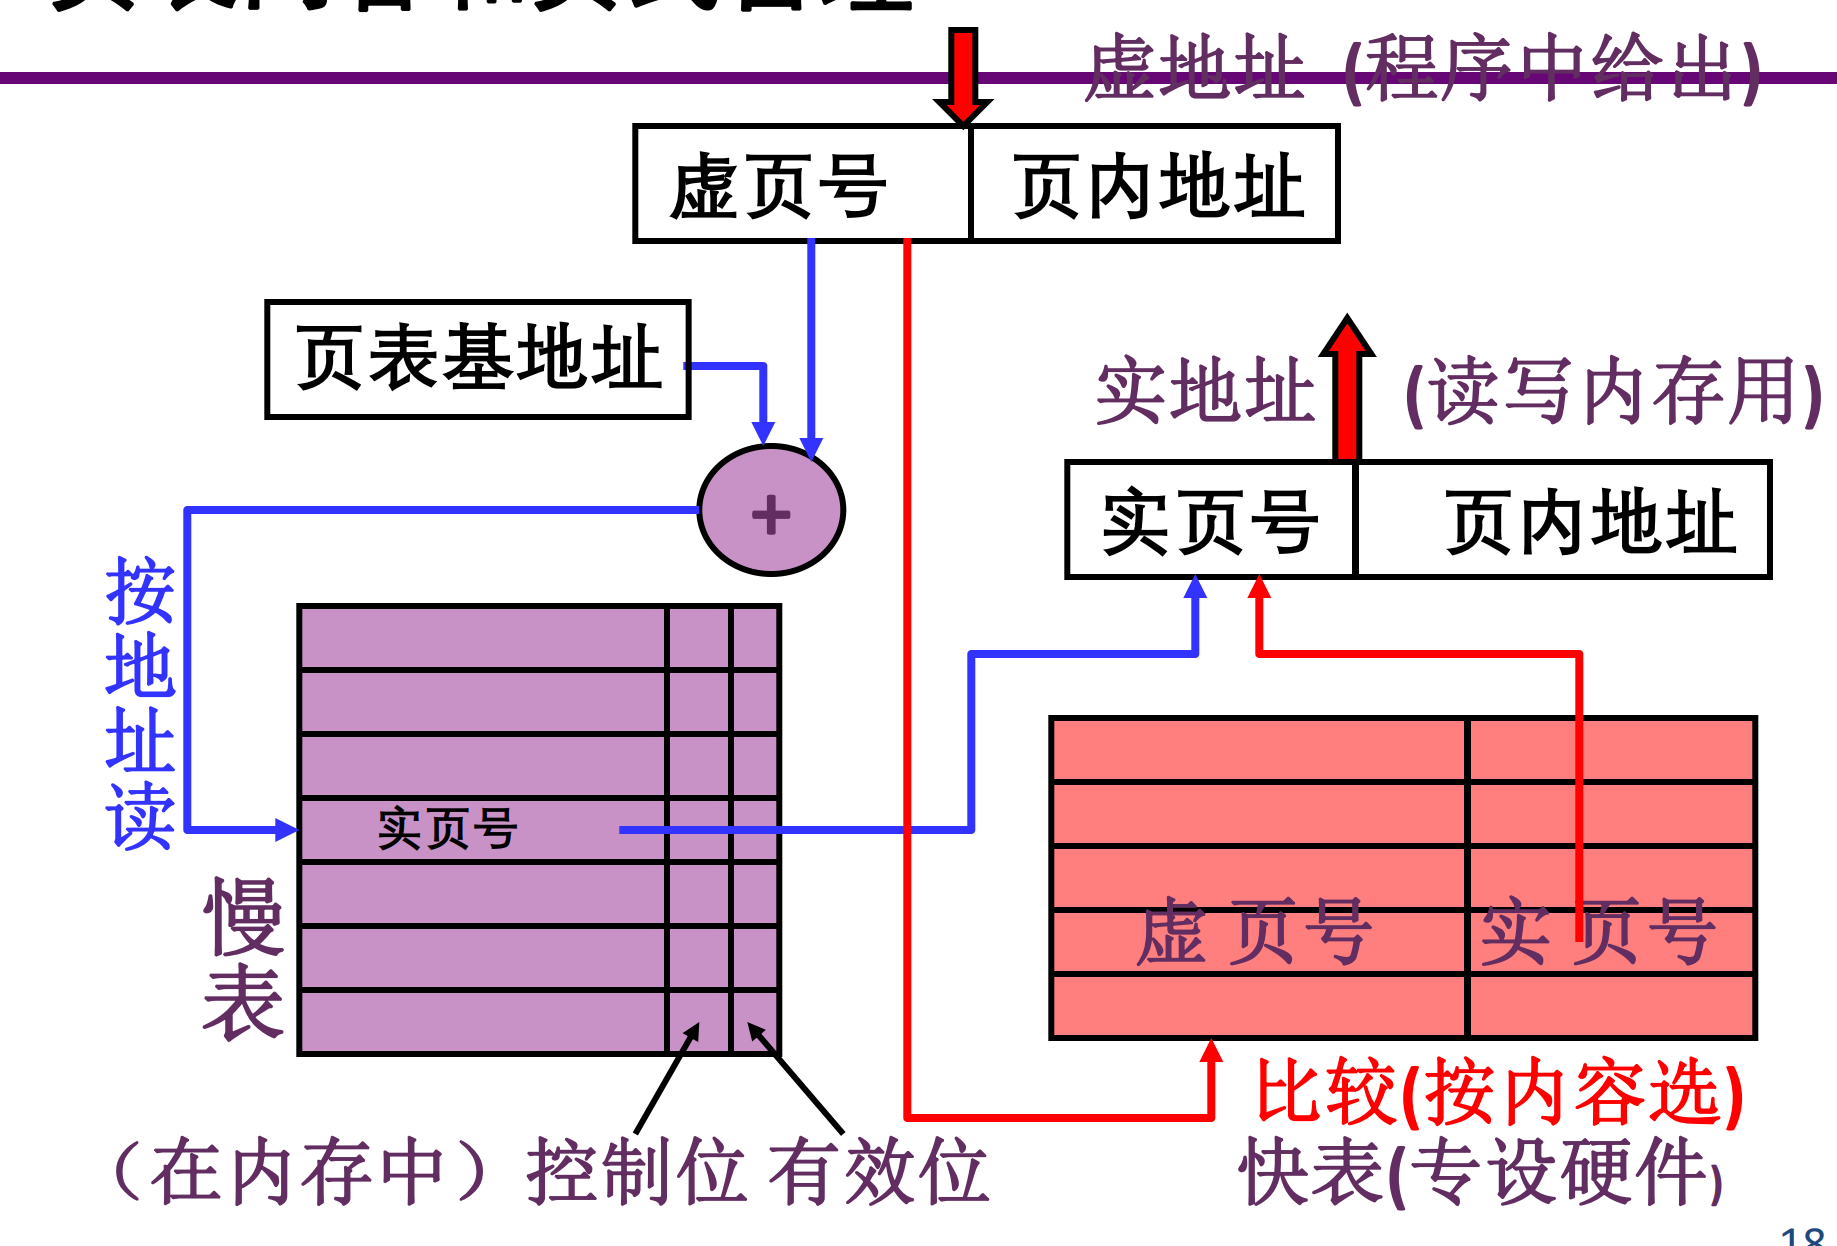 虚地址 (程序中给出)
虚页号 页内地址
页表基地址
实地址 (读写内存用)
+
实页号 页内地址
按地址读
实页号
慢表
虚页号 实页号
比较(按内容选)
(在内存中) 控制位 有效位
快表(专设硬件)
18